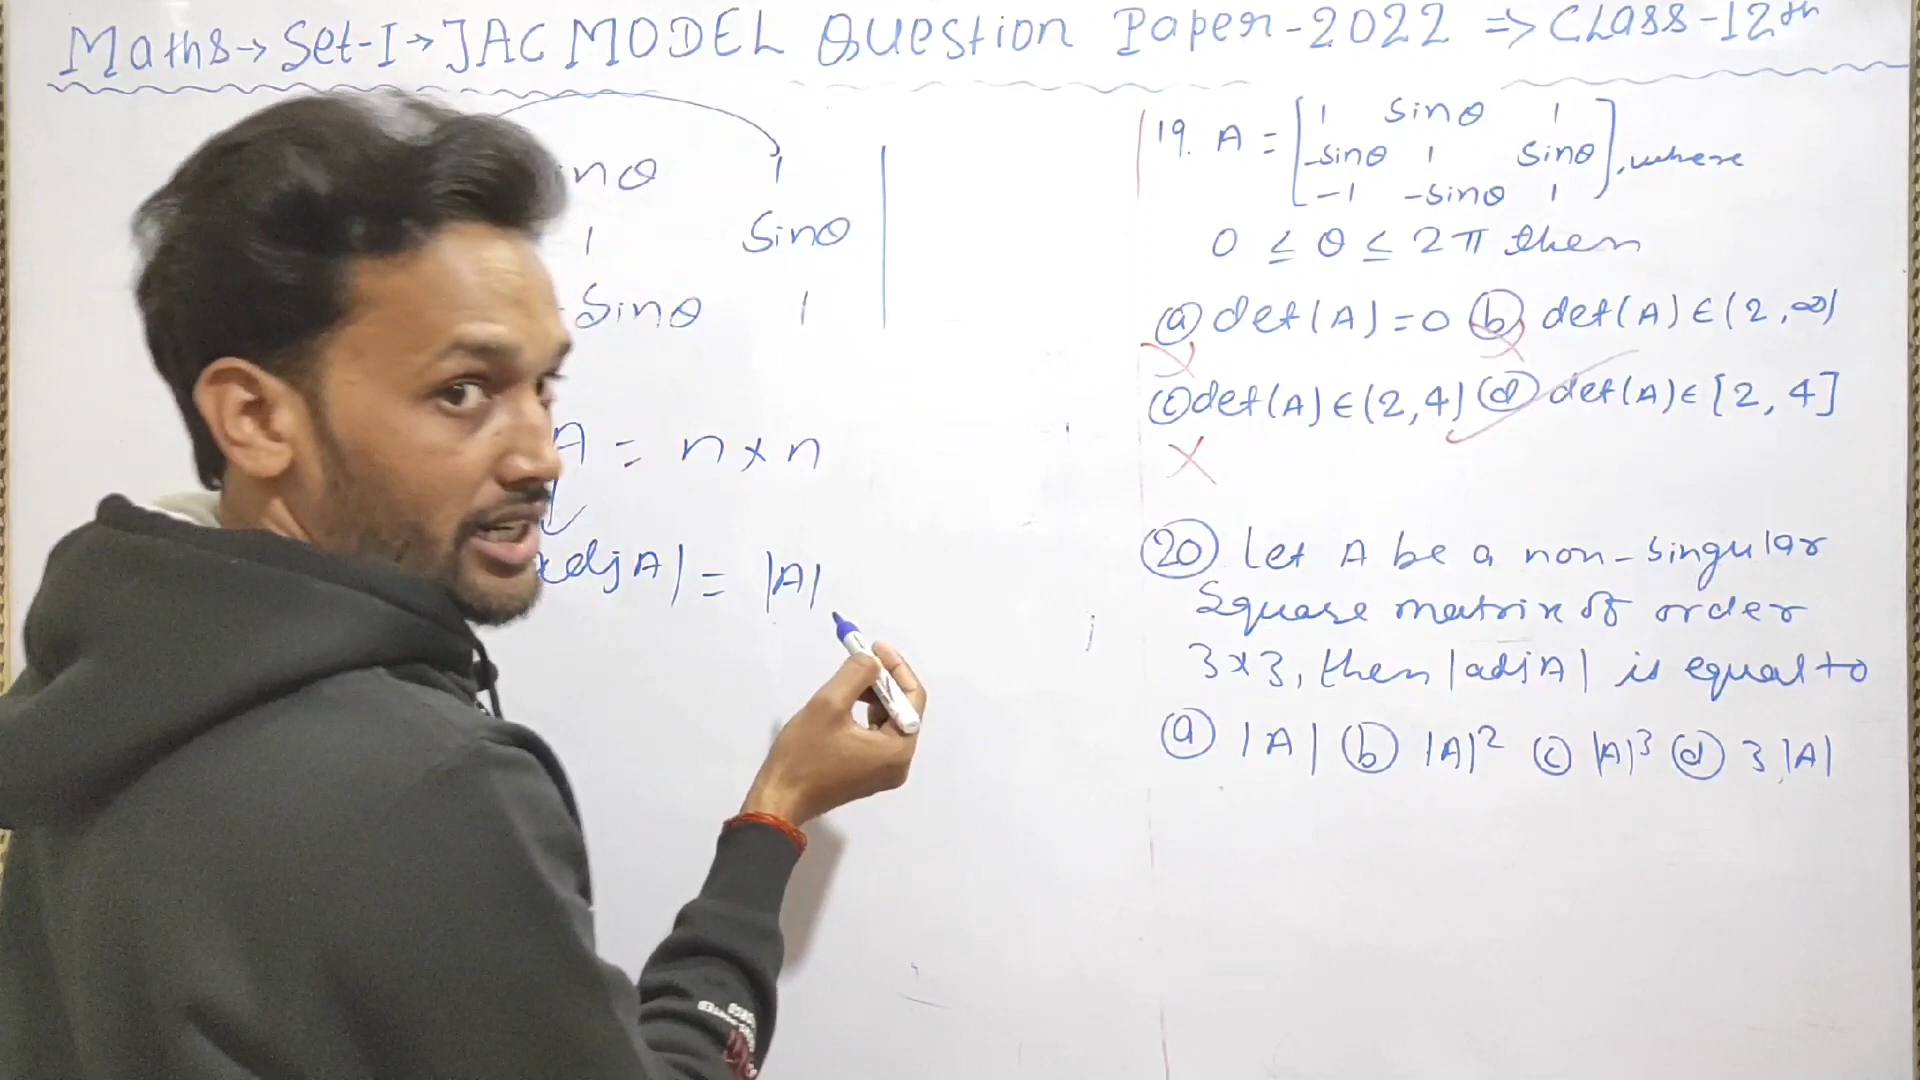 Maths → Set-I → JAC MODEL Question Paper-2022 ⇒ CLass-12th
inθ 1
1 Sinθ
-Sinθ 1
A = n × n
adjA| = |A|
19. A = [1 Sinθ 1
-sinθ 1 Sinθ], where
-1 -Sinθ 1
0 ≤ θ ≤ 2π then
(a) det(A)=0 (b) det(A)∈(2,∞)
(c) det(A)∈(2,4) (d) det(A)∈[2,4]
(20) Let A be a non-singular
Square matrix of order
3×3, then |adjA| is equal to
(a) |A| (b) |A|² (c) |A|³ (d) 3|A|